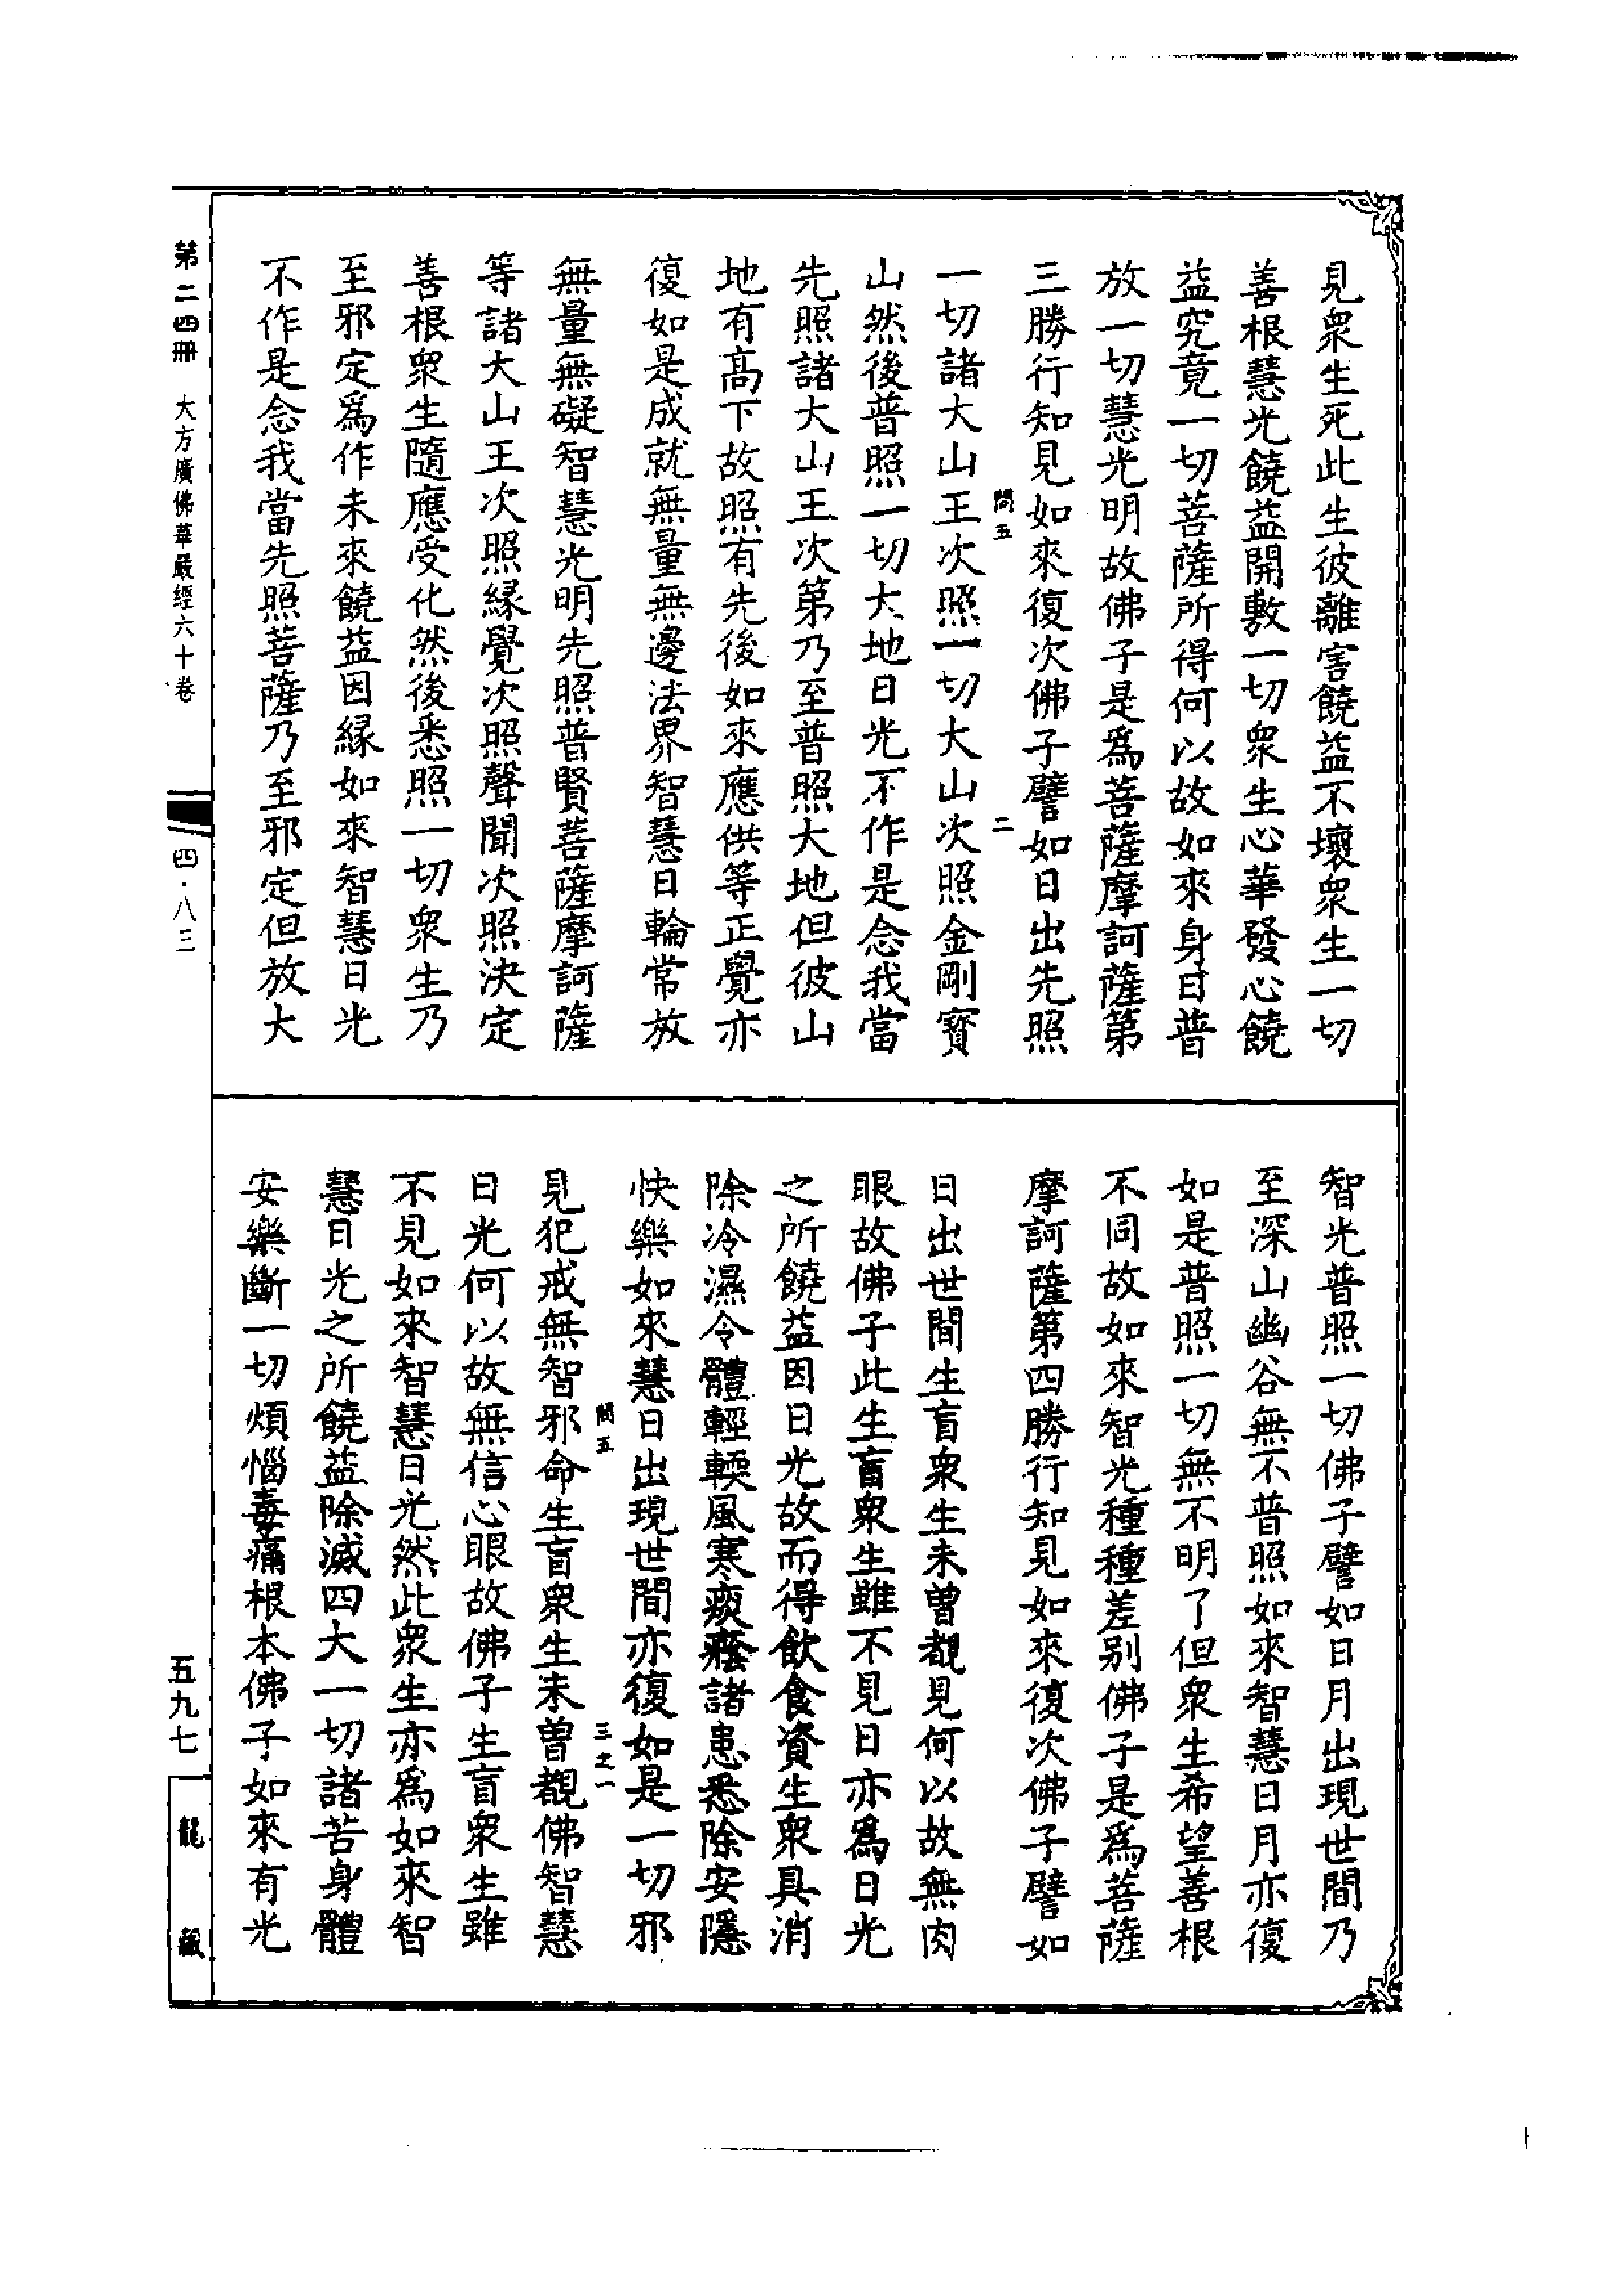 見衆生死此生彼離害饒益不壞衆生一切
善根慧光饒益開敷一切衆生心華發心饒
益究竟一切菩薩所得何以故如來身日普
放一切慧光明故佛子是爲菩薩摩訶薩第
三勝行知見如來復次佛子譬如日出先照
問五
二
一切諸大山王次照一切大山次照金剛寶
山然後普照一切大地日光不作是念我當
先照諸大山王次第乃至普照大地但彼山
地有高下故照有先後如來應供等正覺亦
復如是成就無量無邊法界智慧日輪常放
無量無礙智慧光明先照普賢菩薩摩訶薩
等諸大山王次照緣覺次照聲聞次照決定
善根衆生隨應受化然後悉照一切衆生乃
至邪定爲作未來饒益因緣如來智慧日光
不作是念我當先照菩薩乃至邪定但放大
智光普照一切佛子譬如日月出現世間乃
至深山幽谷無不普照如來智慧日月亦復
如是普照一切無不明了但衆生希望善根
不同故如來智光種種差别佛子是爲菩薩
摩訶薩第四勝行知見如來復次佛子譬如
日出世間生盲衆生未曾覩見何以故無肉
眼故佛子此生盲衆生雖不見日亦爲日光
之所饒益因日光故而得飲食資生衆具消
除冷濕令體輕輭風寒痰癊諸患悉除安隱
快樂如來慧日出現世間亦復如是一切邪
問五
三之一
見犯戒無智邪命生盲衆生未曾覩佛智慧
日光何以故無信心眼故佛子生盲衆生雖
不見如來智慧日光然此衆生亦爲如來智
慧日光之所饒益除滅四大一切諸苦身體
安樂斷一切煩惱毒痛根本佛子如來有光
第二四冊 大方廣佛華嚴經六十卷
四·八三
五九七
龍藏